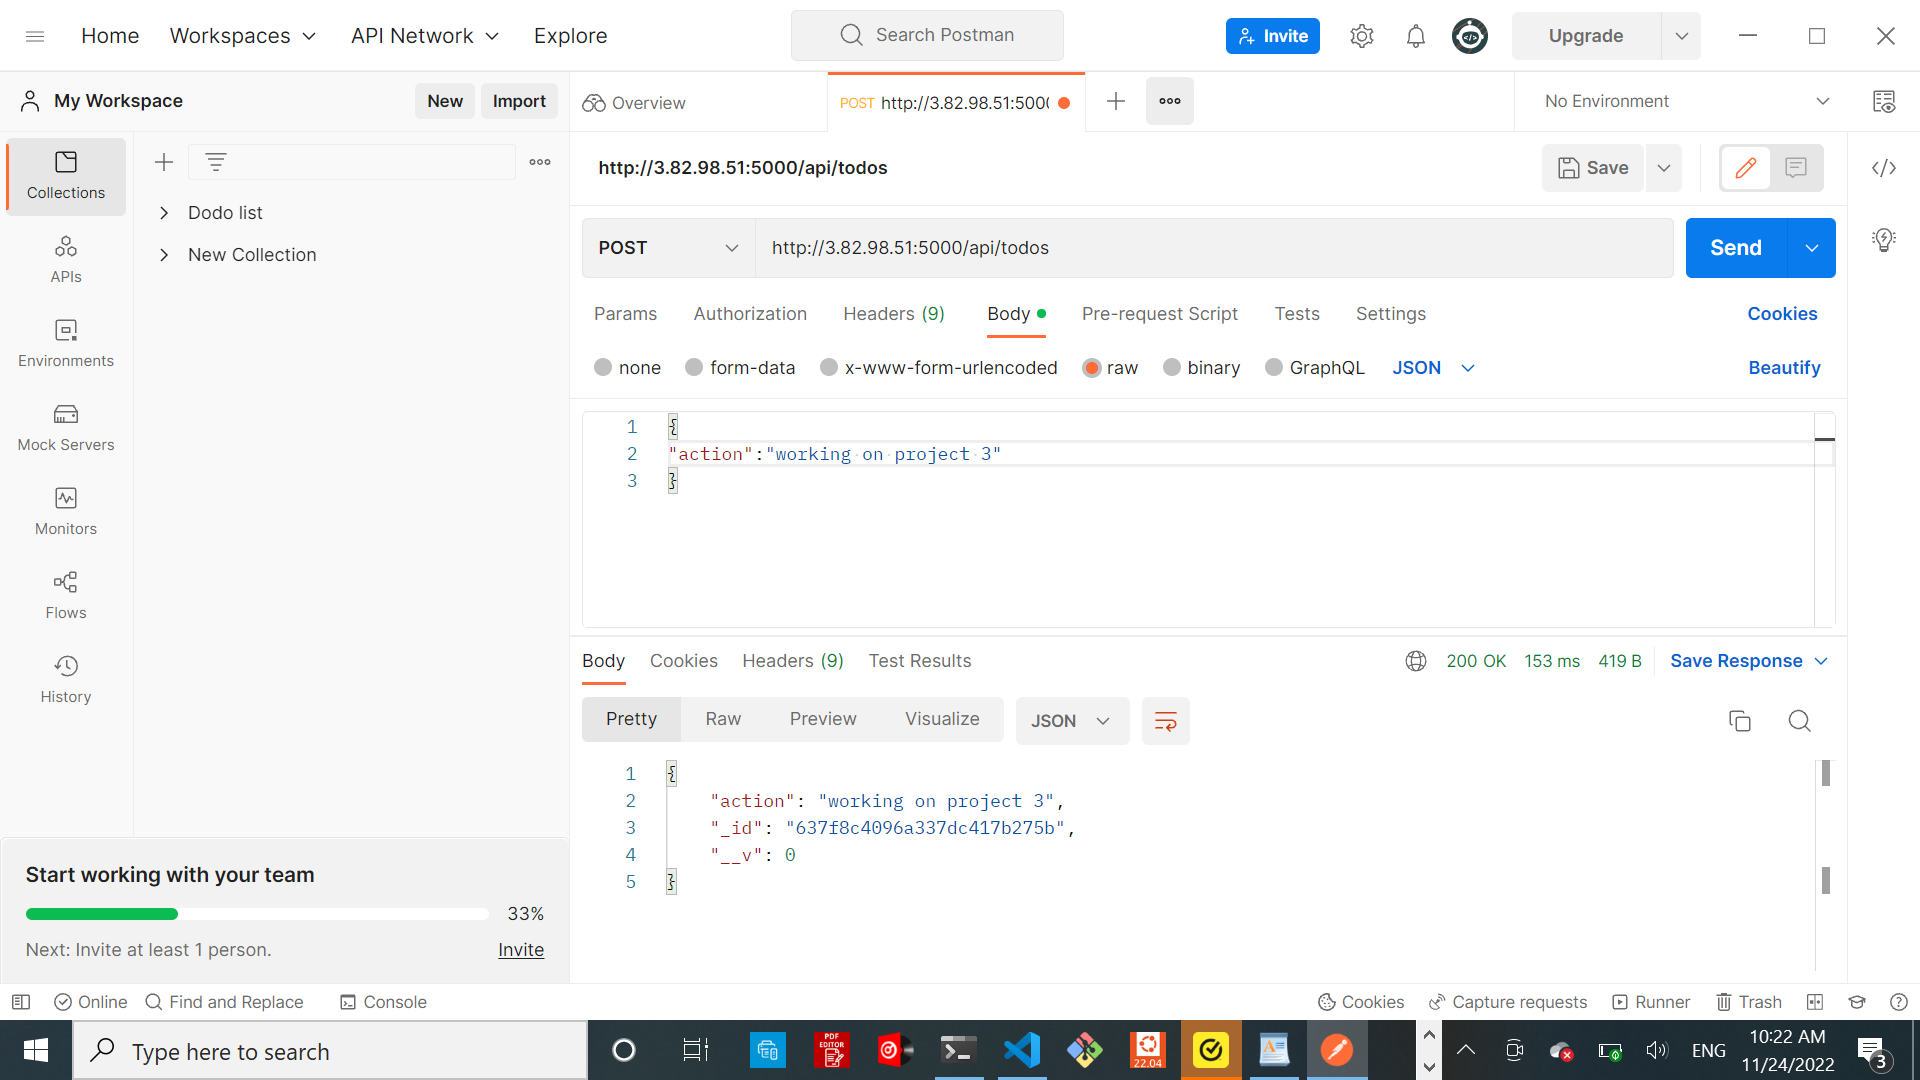 Home Workspaces API Network Explore Search Postman Invite Upgrade
My Workspace New Import Overview POST http://3.82.98.51:500 No Environment
Collections
APIs
Environments
Mock Servers
Monitors
Flows
History
Dodo list
New Collection
http://3.82.98.51:5000/api/todos Save
POST http://3.82.98.51:5000/api/todos Send
Params Authorization Headers (9) Body Pre-request Script Tests Settings Cookies
none form-data x-www-form-urlencoded raw binary GraphQL JSON Beautify
1 {
2 "action":"working on project 3"
3 }
Body Cookies Headers (9) Test Results 200 OK 153 ms 419 B Save Response
Pretty Raw Preview Visualize JSON
1 {
2 "action": "working on project 3",
3 "_id": "637f8c4096a337dc417b275b",
4 "__v": 0
5 }
Start working with your team
33%
Next: Invite at least 1 person. Invite
Online Find and Replace Console Cookies Capture requests Runner Trash
Type here to search PDF EDITOR 22.04 ENG 10:22 AM
11/24/2022 3